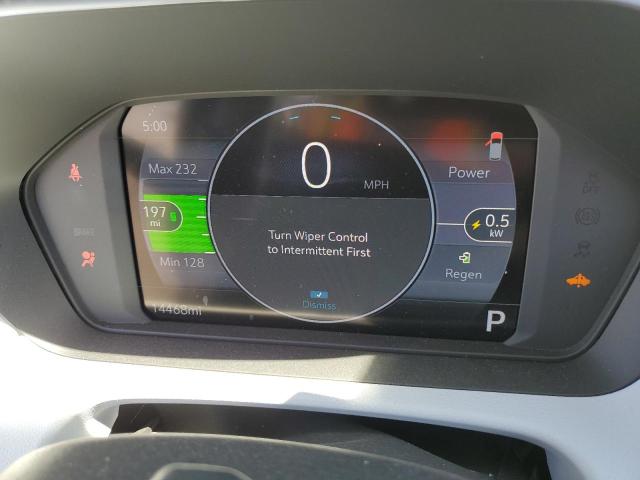 5:00
Max 232
197
mi
Min 128
14468mi
0
MPH
Turn Wiper Control
to Intermittent First
Dismiss
Power
0.5
kW
Regen
P
BRAKE